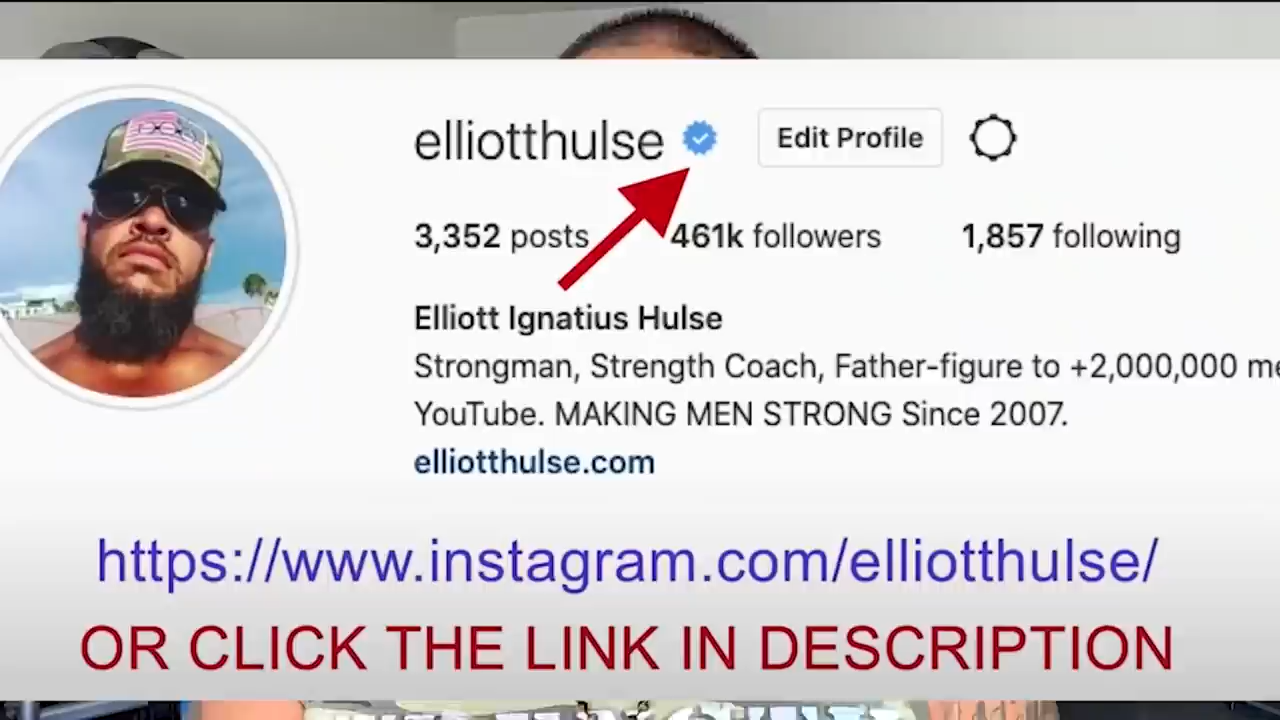 elliotthulse Edit Profile
3,352 posts 461k followers 1,857 following
Elliott Ignatius Hulse
Strongman, Strength Coach, Father-figure to +2,000,000
YouTube. MAKING MEN STRONG Since 2007.
elliotthulse.com
https://www.instagram.com/elliotthulse/
OR CLICK THE LINK IN DESCRIPTION